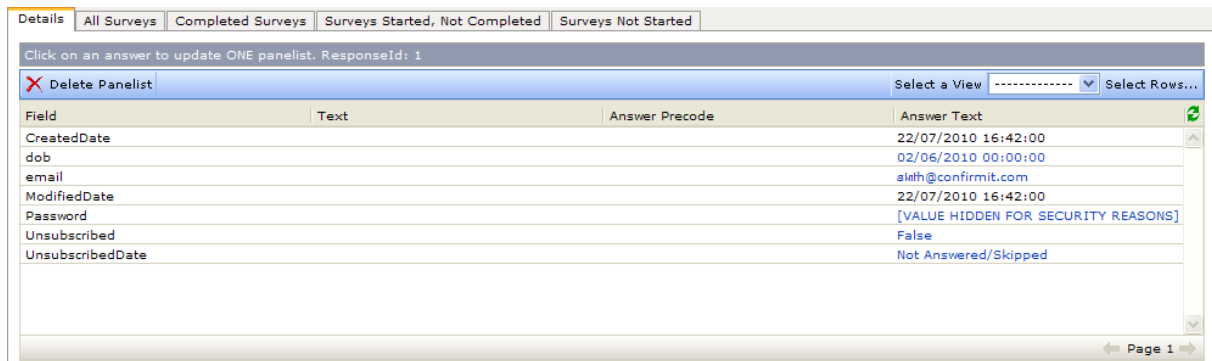 Details All Surveys Completed Surveys Surveys Started, Not Completed Surveys Not Started
Click on an answer to update ONE panelist. ResponseId: 1
Delete Panelist Select a View ------------- Select Rows...
Field Text Answer Precode Answer Text
CreatedDate 22/07/2010 16:42:00
dob 02/06/2010 00:00:00
email @confirmit.com
ModifiedDate 22/07/2010 16:42:00
Password [VALUE HIDDEN FOR SECURITY REASONS]
Unsubscribed False
UnsubscribedDate Not Answered/Skipped
Page 1